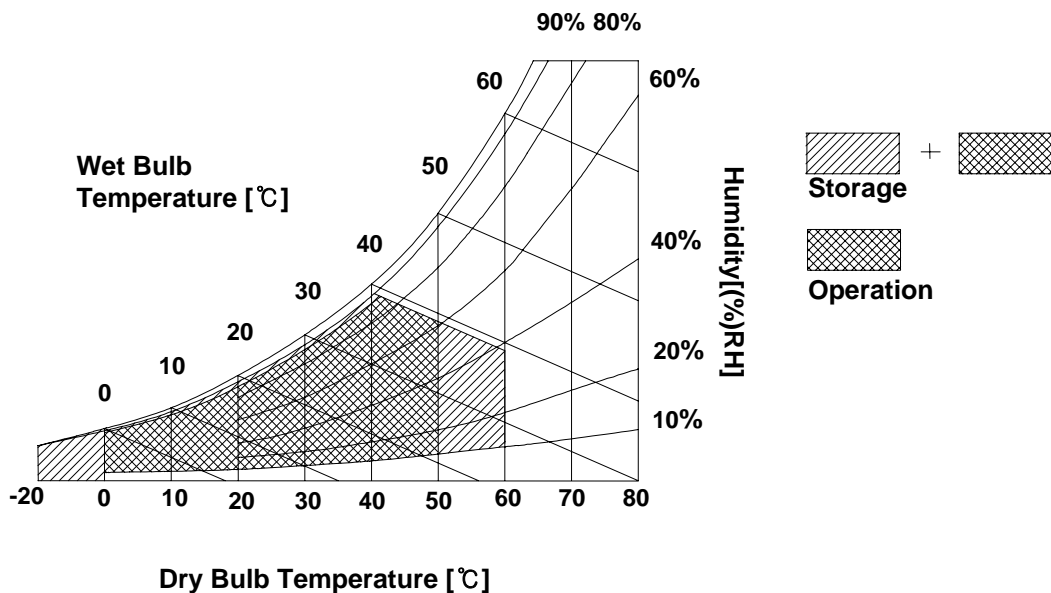 90% 80%
60
60%
50
Wet Bulb
Temperature [℃]
+
Storage
40
40%
Humidity[(%)RH]
30
Operation
20
20%
10
0
10%
-20 0 10 20 30 40 50 60 70 80
Dry Bulb Temperature [℃]